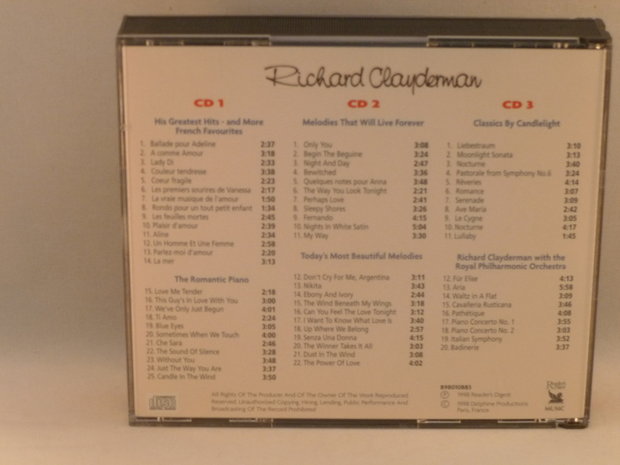 Richard Clayderman
CD 1
His Greatest Hits - and More
French Favourites
1. Ballade pour Adeline 2:37
2. A comme Amour 3:18
3. Lady Di 2:33
4. Couleur tendresse 3:38
5. Coeur fragile 2:23
6. Les premiers sourires de Vanessa 2:17
7. La vraie musique de l'amour 1:50
8. Rondo pour un tout petit enfant 1:34
9. Les feuilles mortes 2:45
10. Plaisir d'amour 2:39
11. Aline 2:34
12. Un Homme Et Une Femme 2:58
13. Parlez-moi d'amour 2:20
14. La mer 3:13
The Romantic Piano
15. Love Me Tender 2:18
16. This Guy's In Love With You 3:00
17. We've Only Just Begun 4:01
18. Ti Amo 2:24
19. Blue Eyes 3:05
20. Sometimes When We Touch 4:00
21. Che Sara 2:46
22. The Sound Of Silence 3:28
23. Without You 3:48
24. Just The Way You Are 3:37
25. Candle In The Wind 3:50
CD 2
Melodies That Will Live Forever
1. Only You 3:08
2. Begin The Beguine 3:24
3. Night And Day 2:47
4. Bewitched 3:36
5. Quelques notes pour Anna 3:48
6. The Way You Look Tonight 2:21
7. Perhaps Love 2:41
8. Sleepy Shores 3:26
9. Fernando 4:15
10. Nights In White Satin 5:04
11. My Way 3:30
Today's Most Beautiful Melodies
12. Don't Cry For Me, Argentina 3:11
13. Nikita 3:43
14. Ebony And Ivory 2:44
15. The Wind Beneath My Wings 3:18
16. Can You Feel The Love Tonight 3:12
17. I Want To Know What Love Is 3:40
18. Up Where We Belong 2:57
19. Senza Una Donna 4:15
20. The Winner Takes It All 3:03
21. Dust In The Wind 3:08
22. The Power Of Love 4:02
CD 3
Classics By Candlelight
1. Liebestraum 3:10
2. Moonlight Sonata 3:13
3. Nocturne 3:40
4. Pastorale from Symphony No.6 3:24
5. Rêveries 4:14
6. Romance 3:07
7. Serenade 3:09
8. Ave Maria 2:42
9. Le Cygne 3:05
10. Nocturne 4:17
11. Lullaby 1:45
Richard Clayderman with the
Royal Philharmonic Orchestra
12. Für Elise 4:13
13. Aria 5:58
14. Waltz in A Flat 3:09
15. Cavalleria Rusticana 3:46
16. Pathétique 4:08
17. Piano Concerto No. 1 3:55
18. Piano Concerto No. 2 3:03
19. Italian Symphony 3:52
20. Badinerie 3:37
All Rights Of The Producer And Of The Owner Of The Work Reproduced
Reserved. Unauthorized Copying, Hiring, Lending, Public Performance And
Broadcasting Of The Record Prohibited
1998 Reader's Digest
1998 Delphine Productions
Paris, France
MUSIC